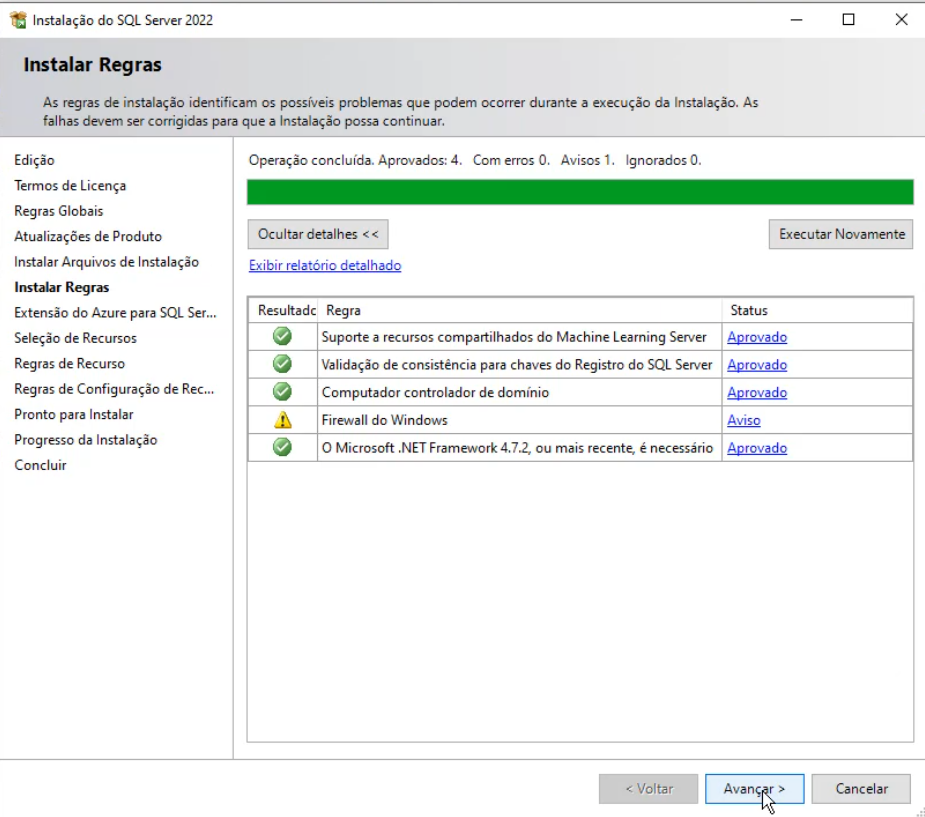 Instalação do SQL Server 2022
Instalar Regras
As regras de instalação identificam os possíveis problemas que podem ocorrer durante a execução da Instalação. As
falhas devem ser corrigidas para que a Instalação possa continuar.
Edição
Termos de Licença
Regras Globais
Atualizações de Produto
Instalar Arquivos de Instalação
Instalar Regras
Extensão do Azure para SQL Ser...
Seleção de Recursos
Regras de Recurso
Regras de Configuração de Rec...
Pronto para Instalar
Progresso da Instalação
Concluir
Operação concluída. Aprovados: 4. Com erros 0. Avisos 1. Ignorados 0.
Ocultar detalhes << Executar Novamente
Exibir relatório detalhado
Resultado Regra Status
Suporte a recursos compartilhados do Machine Learning Server Aprovado
Validação de consistência para chaves do Registro do SQL Server Aprovado
Computador controlador de domínio Aprovado
Firewall do Windows Aviso
O Microsoft .NET Framework 4.7.2, ou mais recente, é necessário Aprovado
< Voltar Avançar > Cancelar